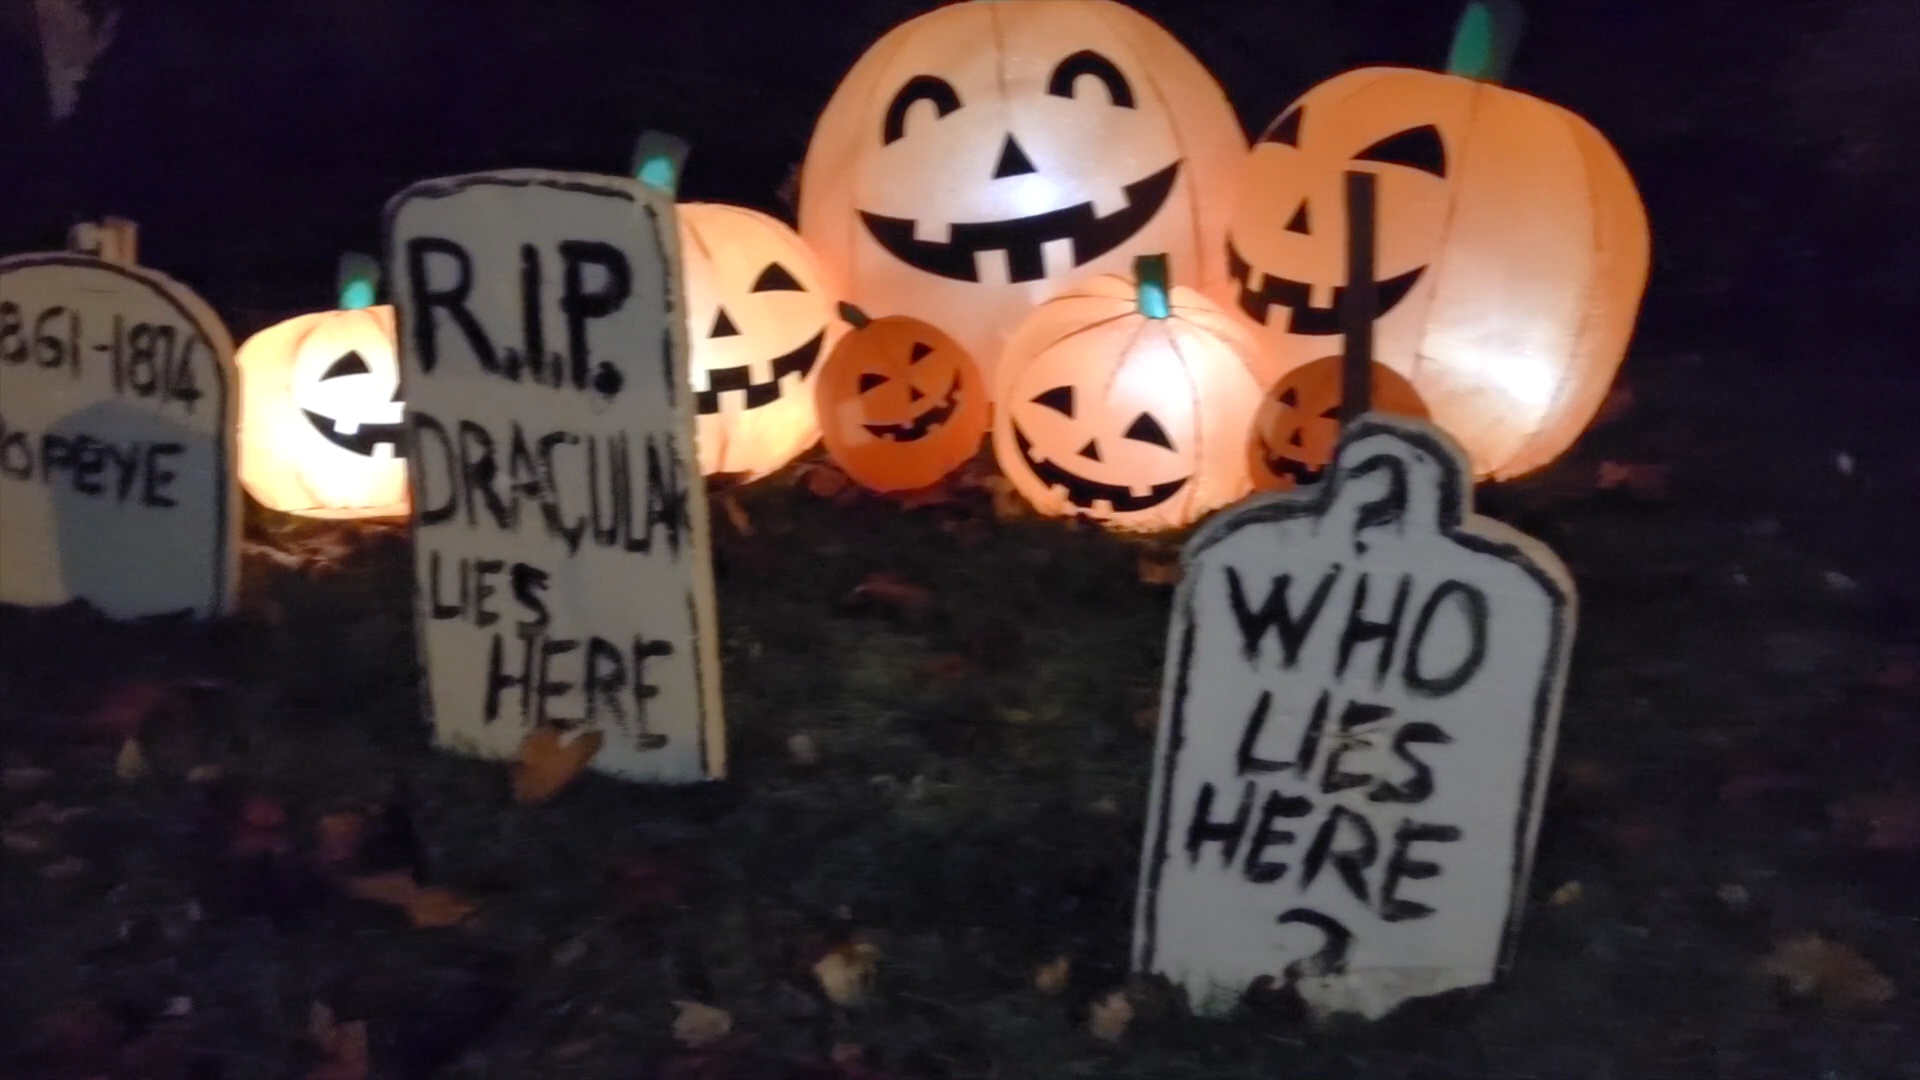 861-1874
OPEYE
R.I.P.
DRACULA
LIES
HERE
?
WHO
LIES
HERE
?